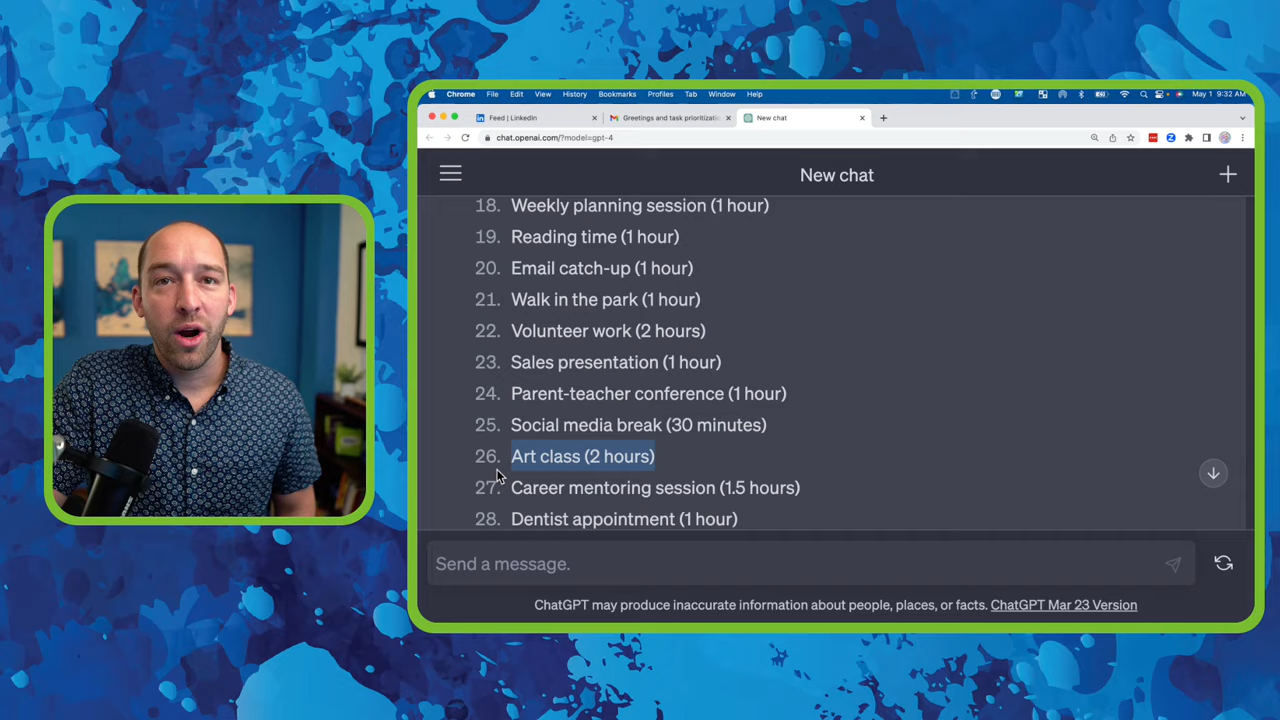 Chrome File Edit View History Bookmarks Profiles Tab Window Help May 1 9:32 AM
Feed | LinkedIn Greetings and task prioritizatio New chat
chat.openai.com/?model=gpt-4
New chat
18. Weekly planning session (1 hour)
19. Reading time (1 hour)
20. Email catch-up (1 hour)
21. Walk in the park (1 hour)
22. Volunteer work (2 hours)
23. Sales presentation (1 hour)
24. Parent-teacher conference (1 hour)
25. Social media break (30 minutes)
26. Art class (2 hours)
27. Career mentoring session (1.5 hours)
28. Dentist appointment (1 hour)
Send a message.
ChatGPT may produce inaccurate information about people, places, or facts. ChatGPT Mar 23 Version